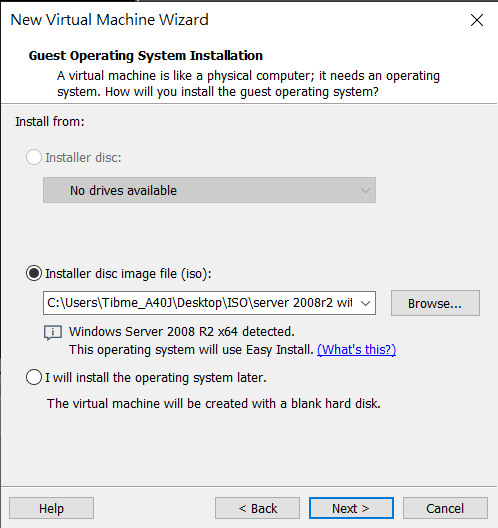 New Virtual Machine Wizard
Guest Operating System Installation
A virtual machine is like a physical computer; it needs an operating
system. How will you install the guest operating system?
Install from:
Installer disc:
No drives available
Installer disc image file (iso):
C:\Users\Tibme_A40J\Desktop\ISO\server 2008r2 wit
Browse...
Windows Server 2008 R2 x64 detected.
This operating system will use Easy Install. (What's this?)
I will install the operating system later.
The virtual machine will be created with a blank hard disk.
Help
< Back
Next >
Cancel